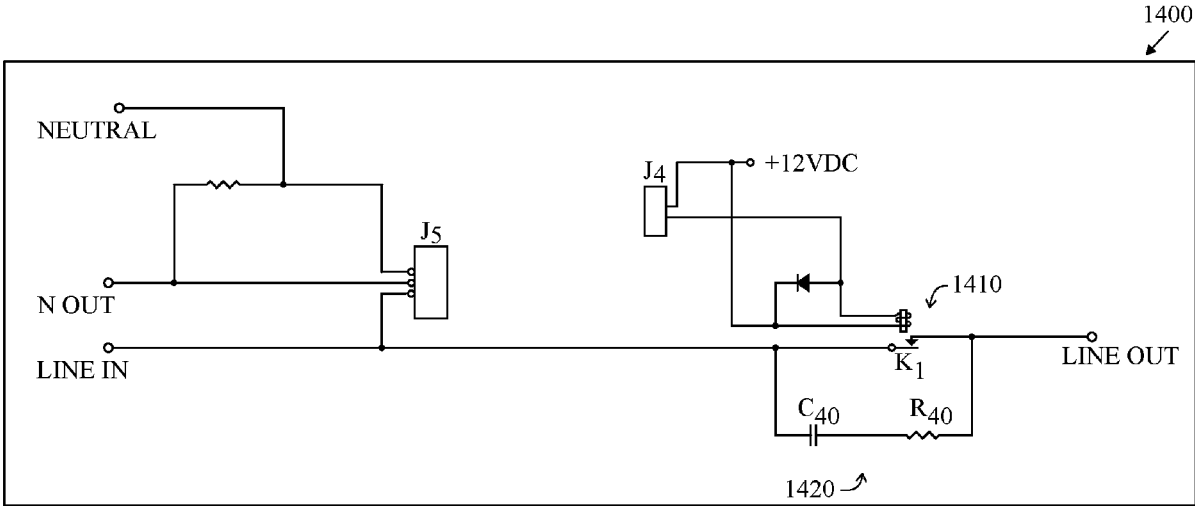 1400
NEUTRAL
J4
+12VDC
J5
1410
N OUT
LINE IN
K1
LINE OUT
C40
R40
1420